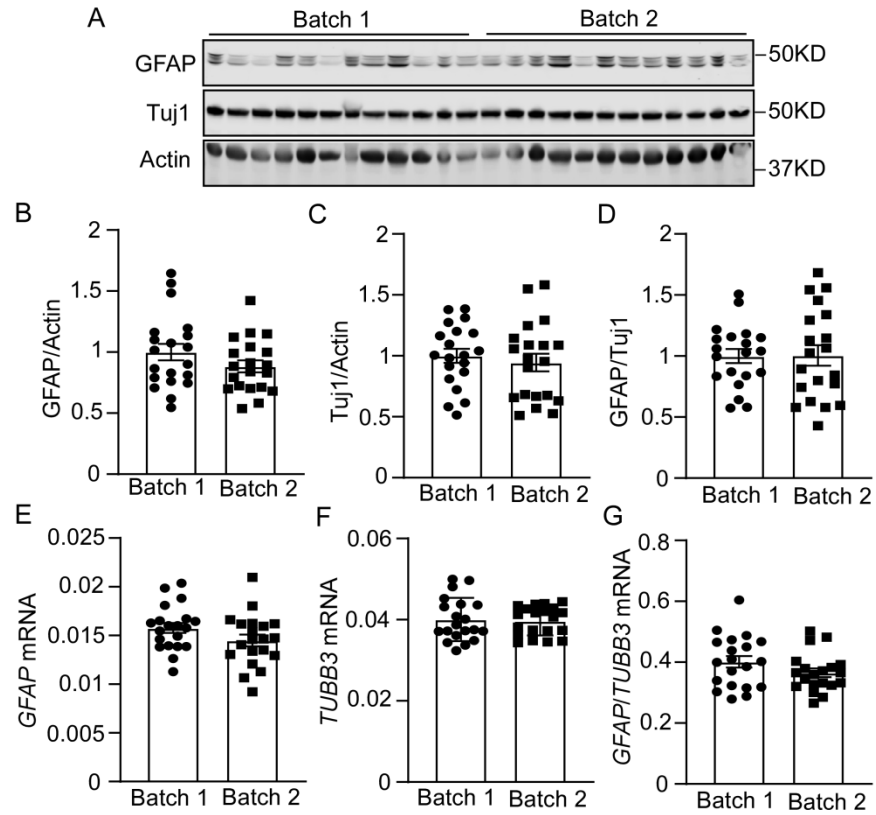 A
Batch 1
Batch 2
GFAP
50KD
Tuj1
50KD
Actin
37KD
B
GFAP/Actin
2
1.5
1
0.5
0
Batch 1
Batch 2
C
Tuj1/Actin
2
1.5
1
0.5
0
Batch 1
Batch 2
D
GFAP/Tuj1
2
1.5
1
0.5
0
Batch 1
Batch 2
E
GFAP mRNA
0.025
0.02
0.015
0.01
0.005
0
Batch 1
Batch 2
F
TUBB3 mRNA
0.06
0.04
0.02
0
Batch 1
Batch 2
G
GFAP/TUBB3 mRNA
0.8
0.6
0.4
0.2
0
Batch 1
Batch 2